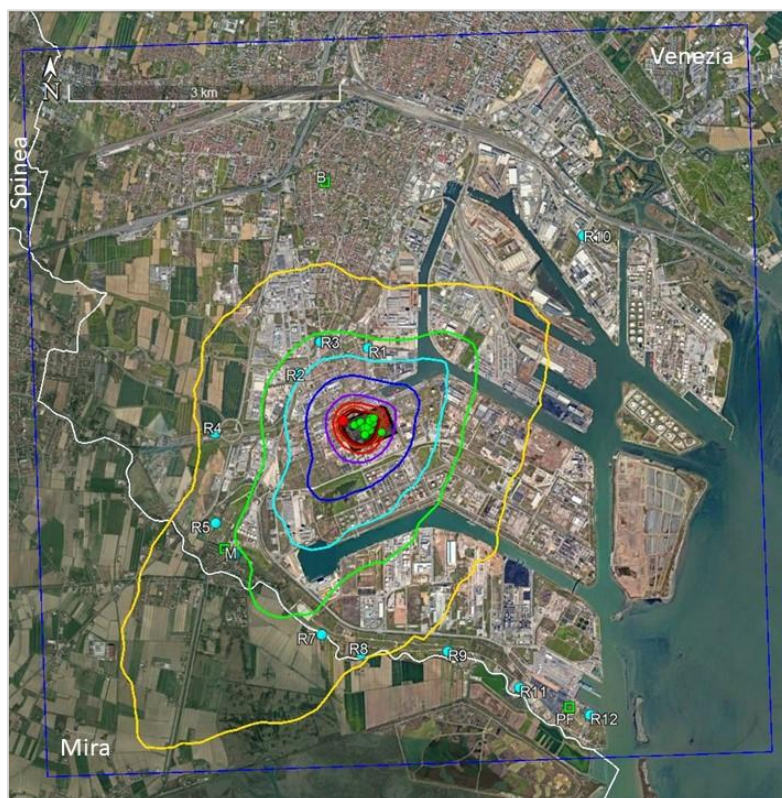 Venezia
N
3 km
Spinea
B
R10
R3
R1
R2
R4
R5
M
R7
R8
R9
R11
PF
R12
Mira